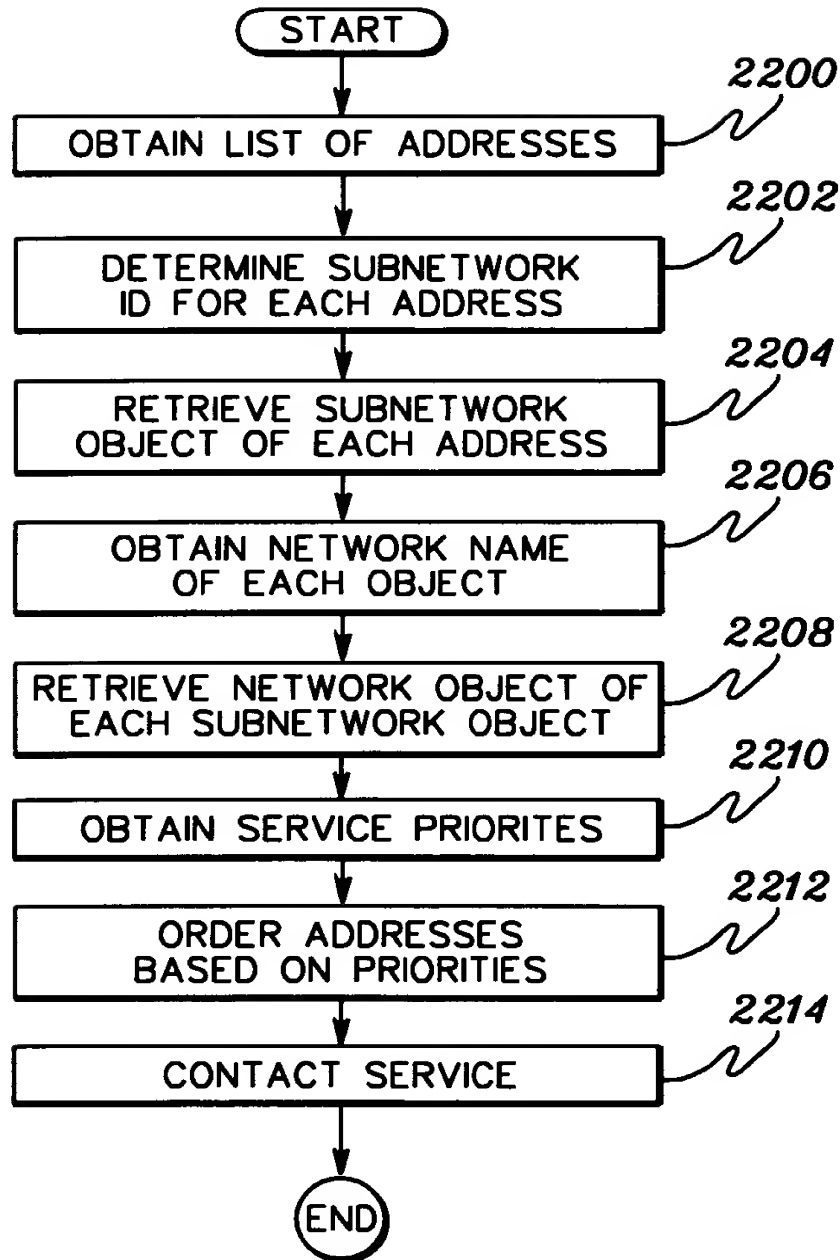 START
2200
OBTAIN LIST OF ADDRESSES
2202
DETERMINE SUBNETWORK
ID FOR EACH ADDRESS
2204
RETRIEVE SUBNETWORK
OBJECT OF EACH ADDRESS
2206
OBTAIN NETWORK NAME
OF EACH OBJECT
2208
RETRIEVE NETWORK OBJECT OF
EACH SUBNETWORK OBJECT
2210
OBTAIN SERVICE PRIORITES
2212
ORDER ADDRESSES
BASED ON PRIORITIES
2214
CONTACT SERVICE
END